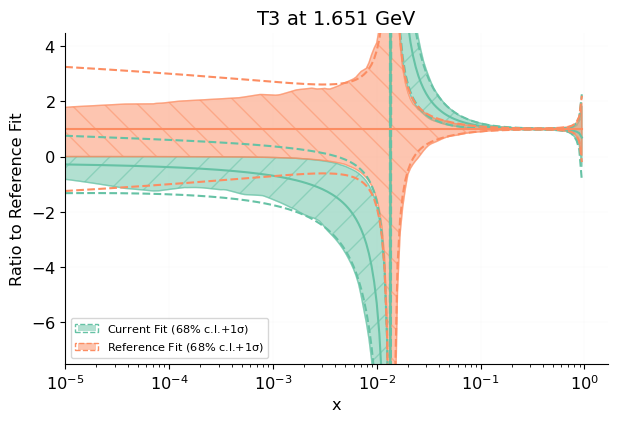 T3 at 1.651 GeV
Ratio to Reference Fit
4
2
0
−2
−4
−6
Current Fit (68% c.l.+1σ)
Reference Fit (68% c.l.+1σ)
10⁻⁵ 10⁻⁴ 10⁻³ 10⁻² 10⁻¹ 10⁰
x